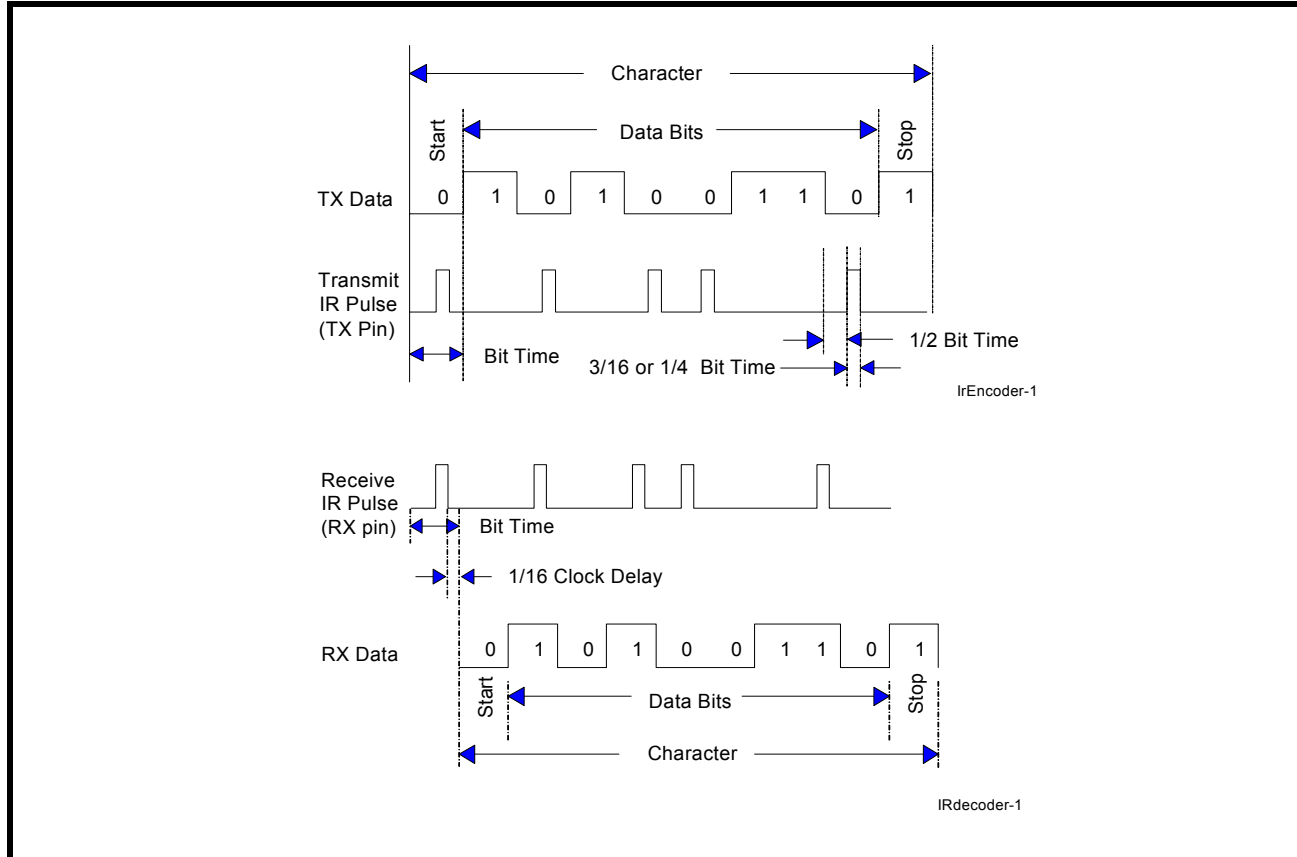 Character
Start
Data Bits
Stop
TX Data
0 1 0 1 0 0 1 1 0 1
Transmit
IR Pulse
(TX Pin)
Bit Time
1/2 Bit Time
3/16 or 1/4 Bit Time
IrEncoder-1
Receive
IR Pulse
(RX pin)
Bit Time
1/16 Clock Delay
RX Data
0 1 0 1 0 0 1 1 0 1
Start
Data Bits
Stop
Character
IRdecoder-1